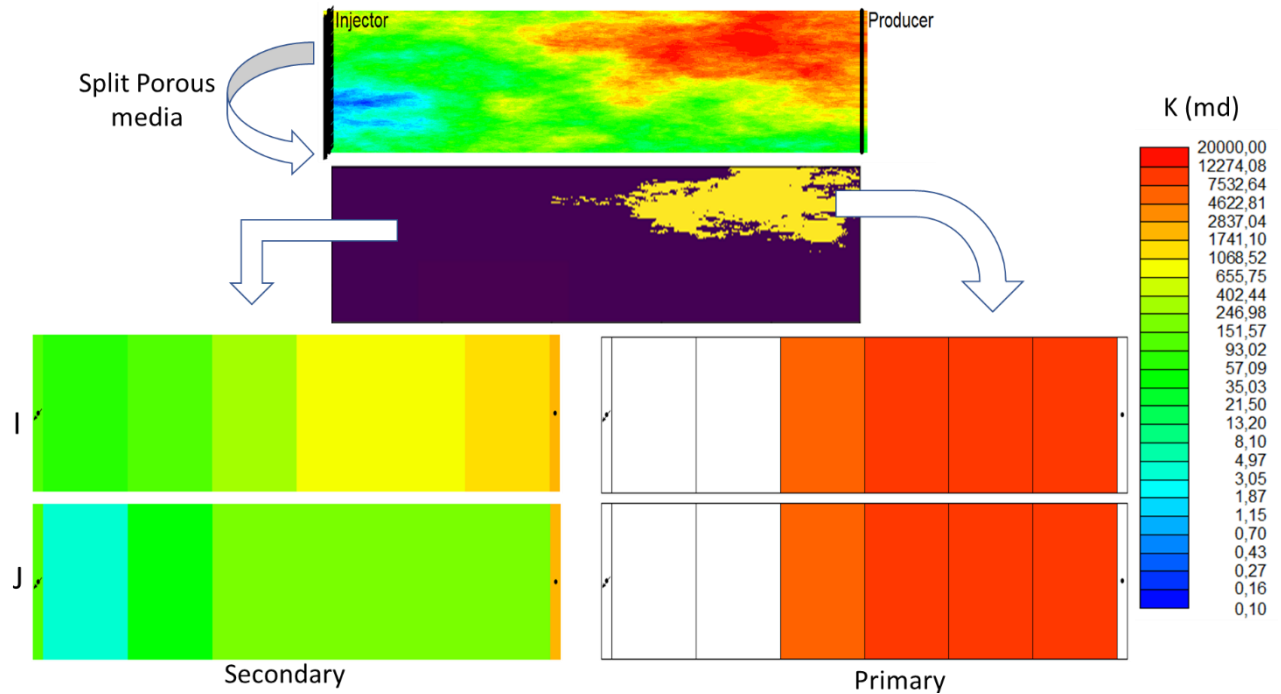 Injector
Producer
Split Porous
media
K (md)
20000,00
12274,08
7532,64
4622,81
2837,04
1741,10
1068,52
655,75
402,44
246,98
151,57
93,02
57,09
35,03
21,50
13,20
8,10
4,97
3,05
1,87
1,15
0,70
0,43
0,27
0,16
0,10
I
J
Secondary
Primary